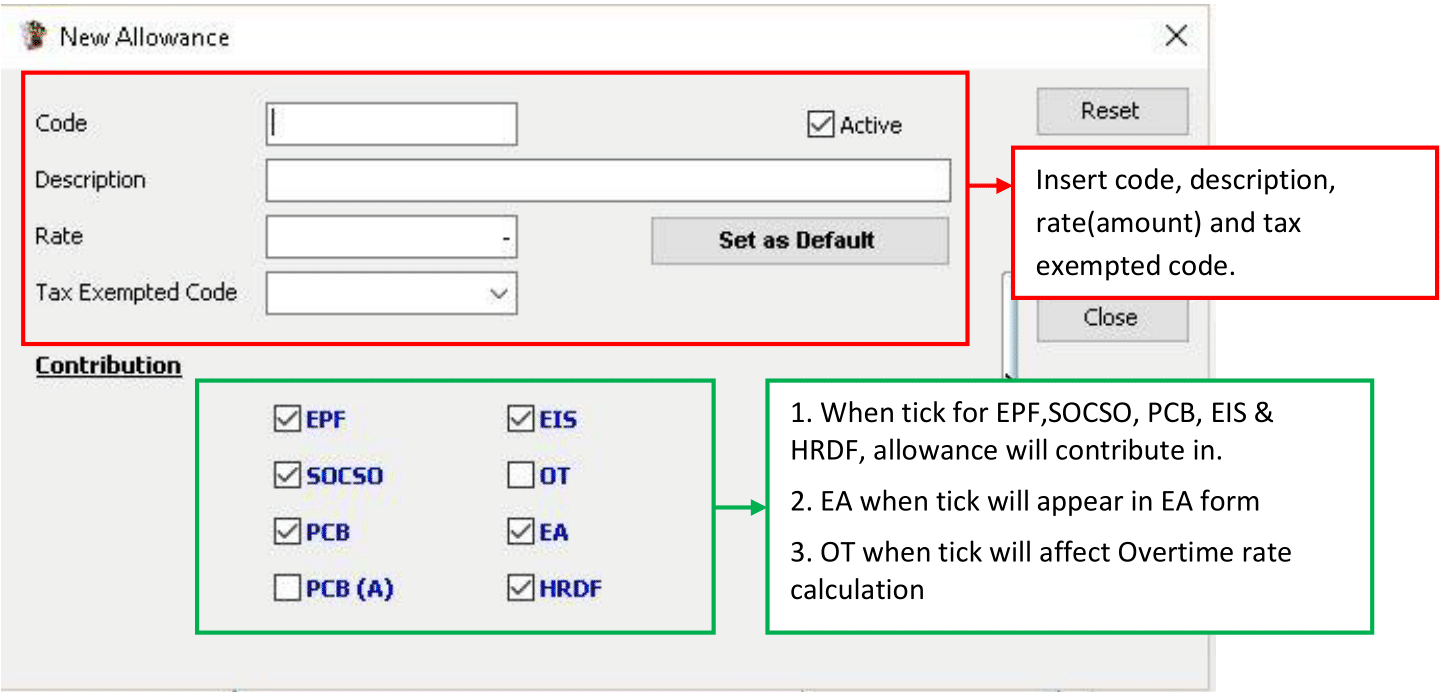 New Allowance
Code
Active
Reset
Description
Rate
-
Set as Default
Tax Exempted Code
Insert code, description,
rate(amount) and tax
exempted code.
Close
Contribution
EPF
EIS
SOCSO
OT
PCB
EA
PCB (A)
HRDF
1. When tick for EPF,SOCSO, PCB, EIS &
HRDF, allowance will contribute in.
2. EA when tick will appear in EA form
3. OT when tick will affect Overtime rate
calculation